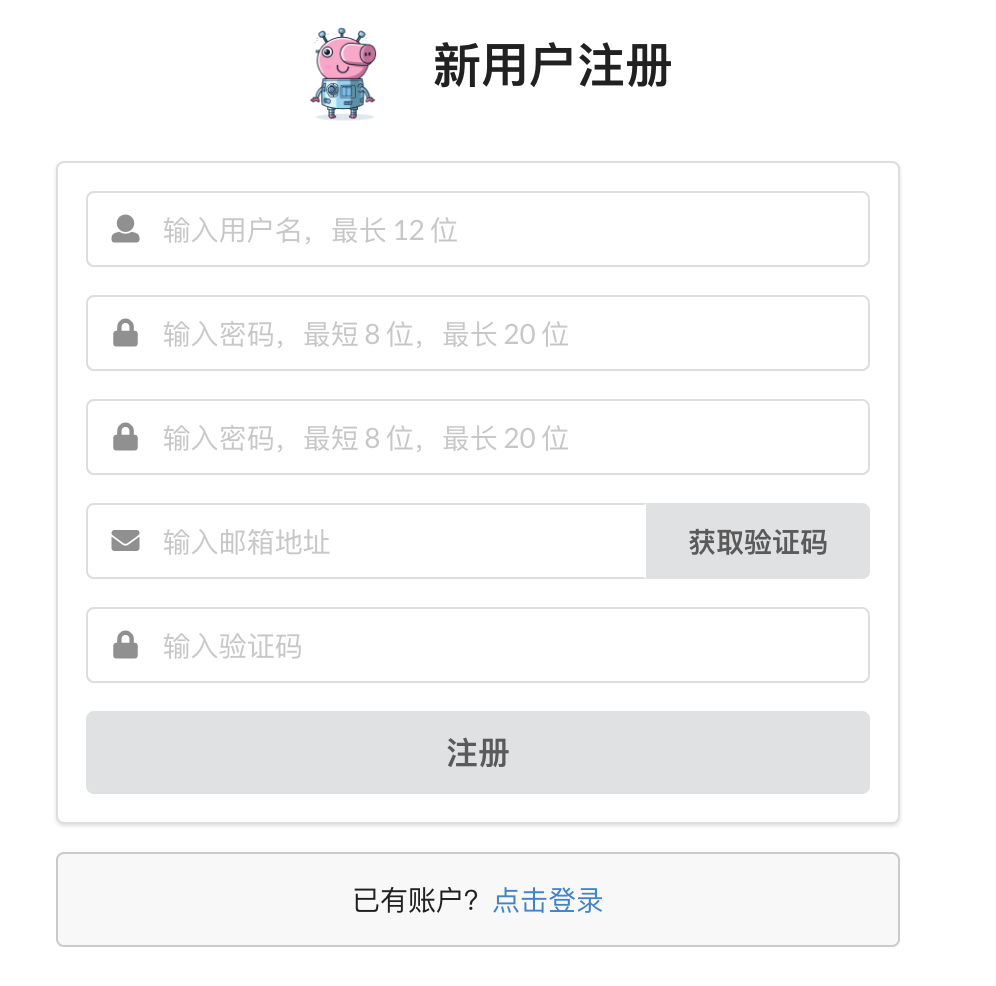 新用户注册
输入用户名，最长 12 位
输入密码，最短 8 位，最长 20 位
输入密码，最短 8 位，最长 20 位
输入邮箱地址
获取验证码
输入验证码
注册
已有账户？点击登录